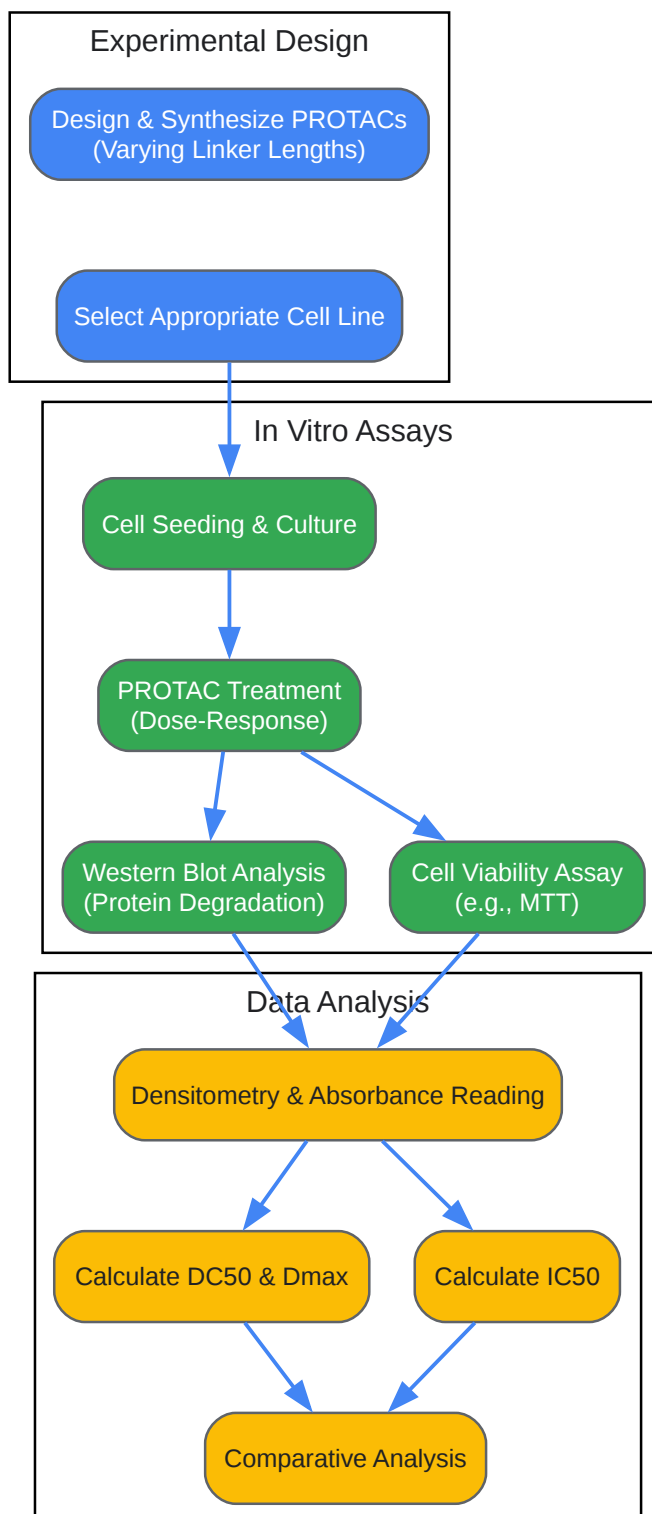 Experimental Design
Design & Synthesize PROTACs
(Varying Linker Lengths)
Select Appropriate Cell Line
In Vitro Assays
Cell Seeding & Culture
PROTAC Treatment
(Dose-Response)
Western Blot Analysis
(Protein Degradation)
Cell Viability Assay
(e.g., MTT)
Data Analysis
Densitometry & Absorbance Reading
Calculate DC50 & Dmax
Calculate IC50
Comparative Analysis